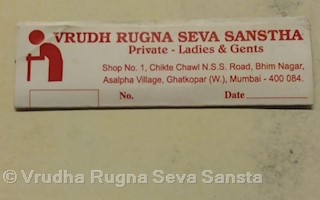 VRUDH RUGNA SEVA SANSTHA
Private - Ladies & Gents
Shop No. 1, Chikte Chawl N.S.S. Road, Bhim Nagar,
Asalpha Village, Ghatkopar (W.), Mumbai - 400 084.
No. Date
© Vrudha Rugna Seva Sansta